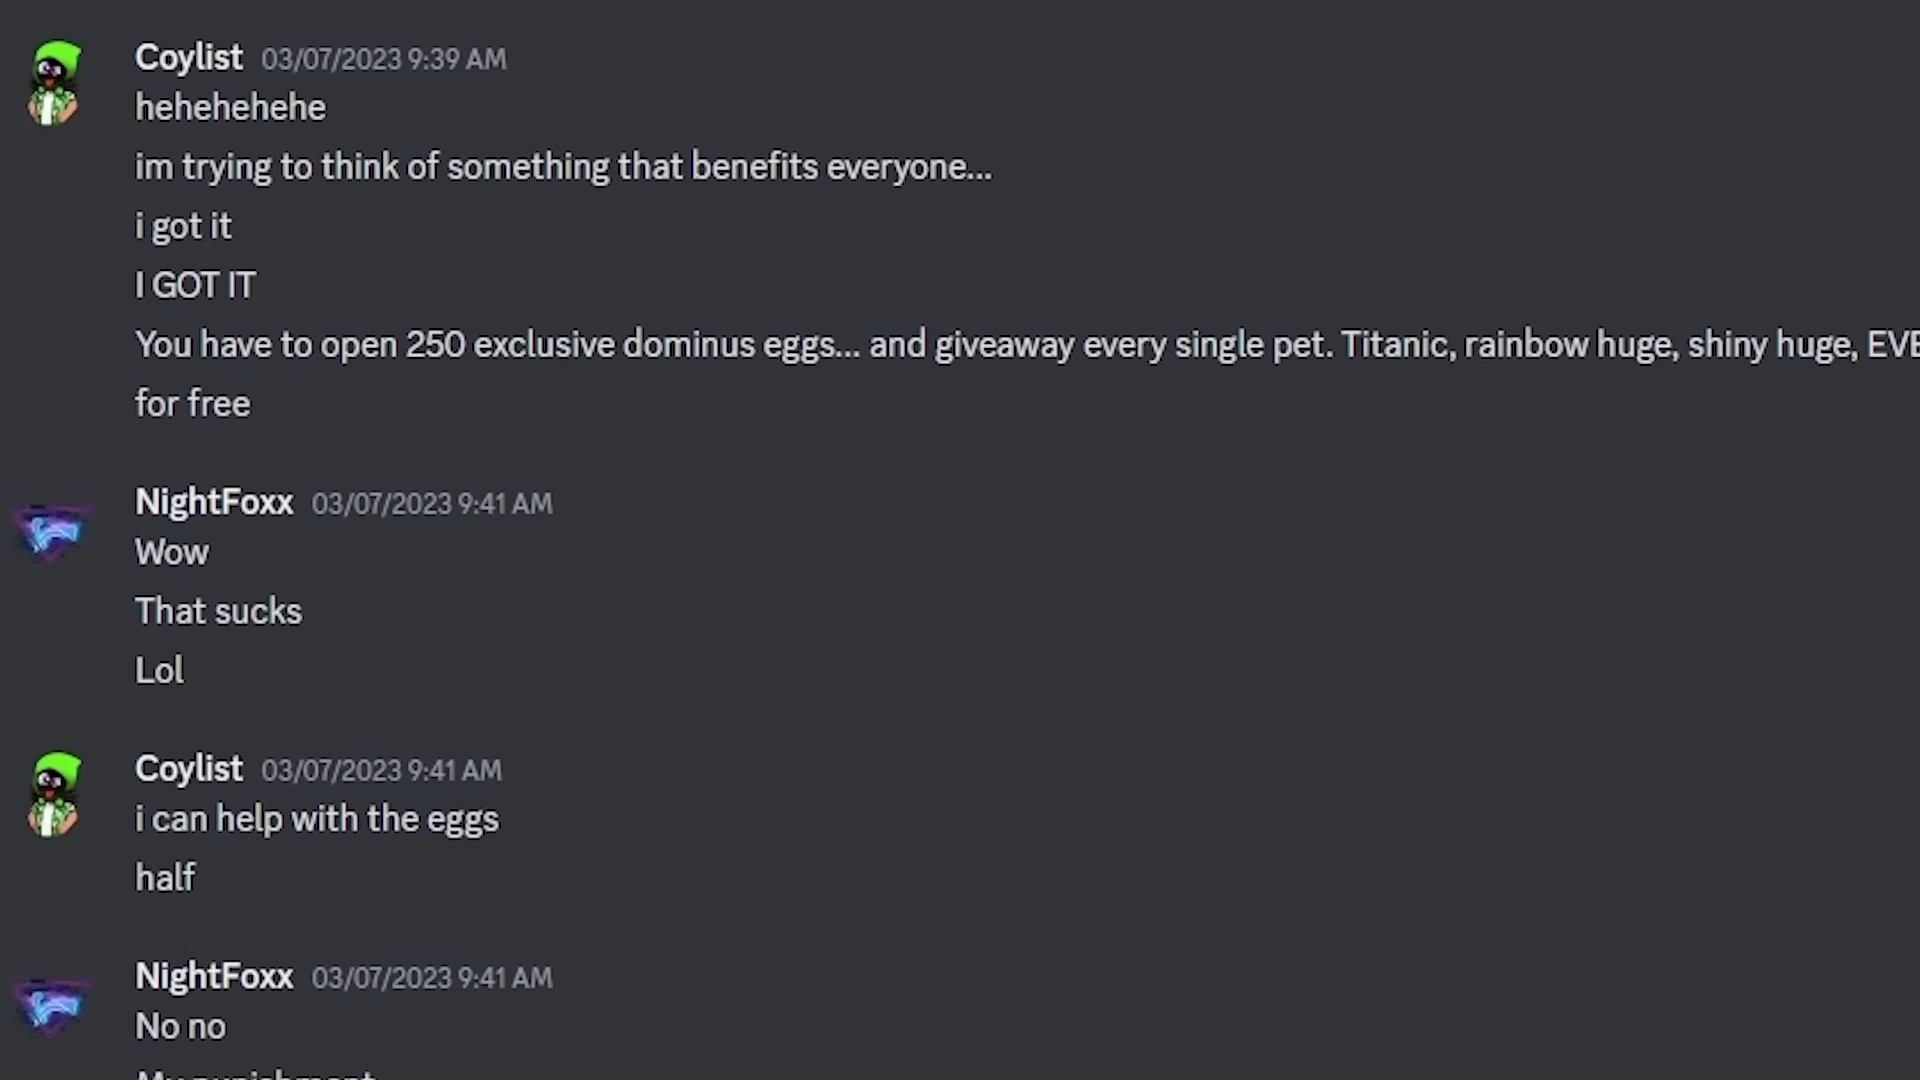 Coylist 03/07/2023 9:39 AM
hehehehehe
im trying to think of something that benefits everyone...
i got it
I GOT IT
You have to open 250 exclusive dominus eggs... and giveaway every single pet. Titanic, rainbow huge, shiny huge,
for free
NightFoxx 03/07/2023 9:41 AM
Wow
That sucks
Lol
Coylist 03/07/2023 9:41 AM
i can help with the eggs
half
NightFoxx 03/07/2023 9:41 AM
No no
My punishment